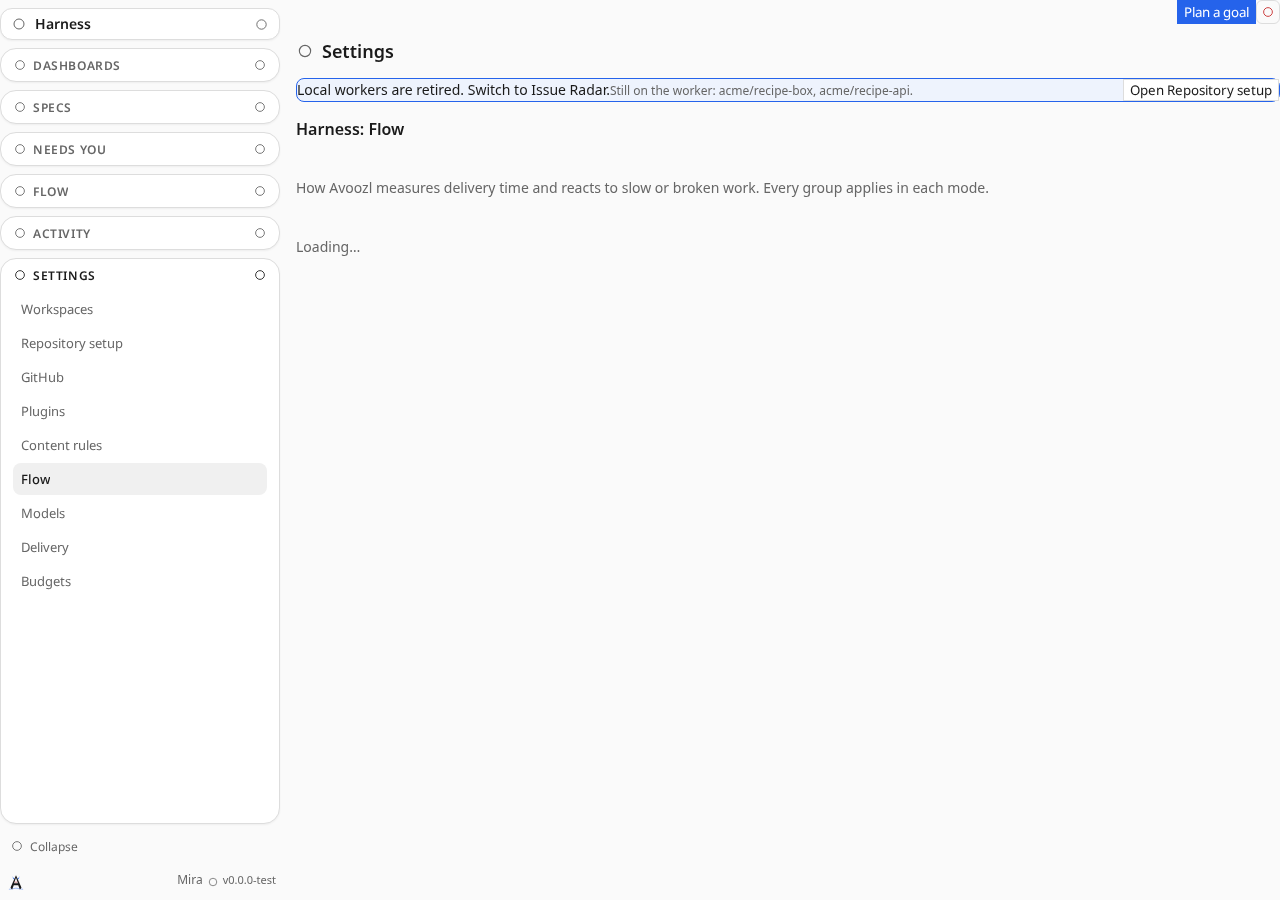 Plan a goal
Harness
DASHBOARDS
SPECS
NEEDS YOU
FLOW
ACTIVITY
SETTINGS
Workspaces
Repository setup
GitHub
Plugins
Content rules
Flow
Models
Delivery
Budgets
Collapse
A
Mira v0.0.0-test
Settings
Local workers are retired. Switch to Issue Radar.Still on the worker: acme/recipe-box, acme/recipe-api. Open Repository setup
Harness: Flow
How Avoozl measures delivery time and reacts to slow or broken work. Every group applies in each mode.
Loading…